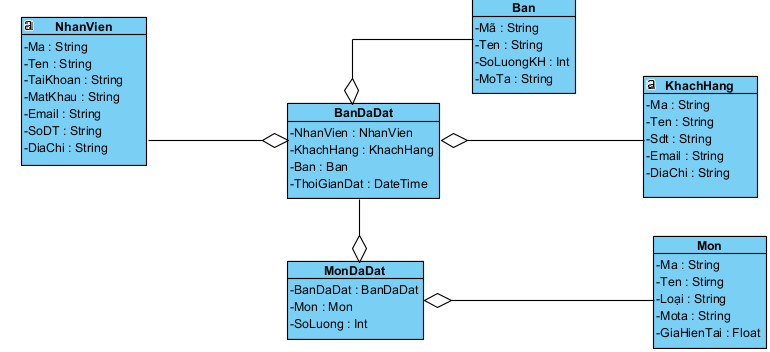 a NhanVien
-Ma : String
-Ten : String
-TaiKhoan : String
-MatKhau : String
-Email : String
-SoDT : String
-DiaChi : String
Ban
-Mã : String
-Ten : String
-SoLuongKH : Int
-MoTa : String
BanDaDat
-NhanVien : NhanVien
-KhachHang : KhachHang
-Ban : Ban
-ThoiGianDat : DateTime
a KhachHang
-Ma : String
-Ten : String
-Sdt : String
-Email : String
-DiaChi : String
MonDaDat
-BanDaDat : BanDaDat
-Mon : Mon
-SoLuong : Int
Mon
-Ma : String
-Ten : Stirng
-Loại : String
-Mota : String
-GiaHienTai : Float